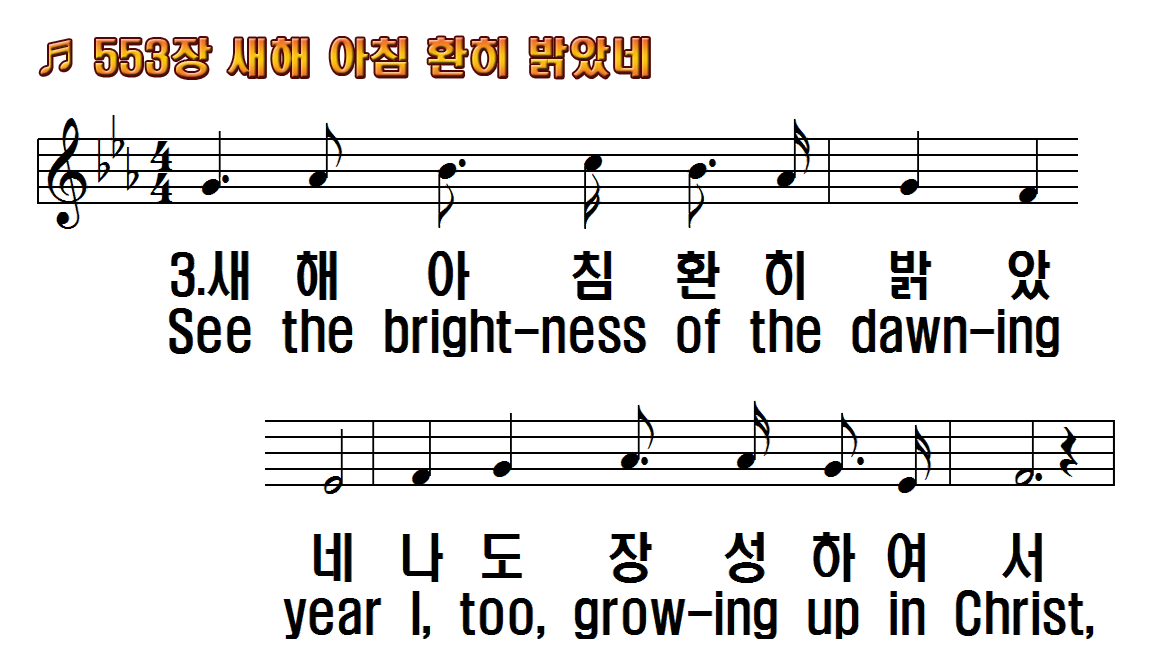 553장 새해 아침 환히 밝았네
3.새 해 아 침 환 히 밝 았
See the bright-ness of the dawn-ing
네 나 도 장 성 하 여 서
year I, too, grow-ing up in Christ,